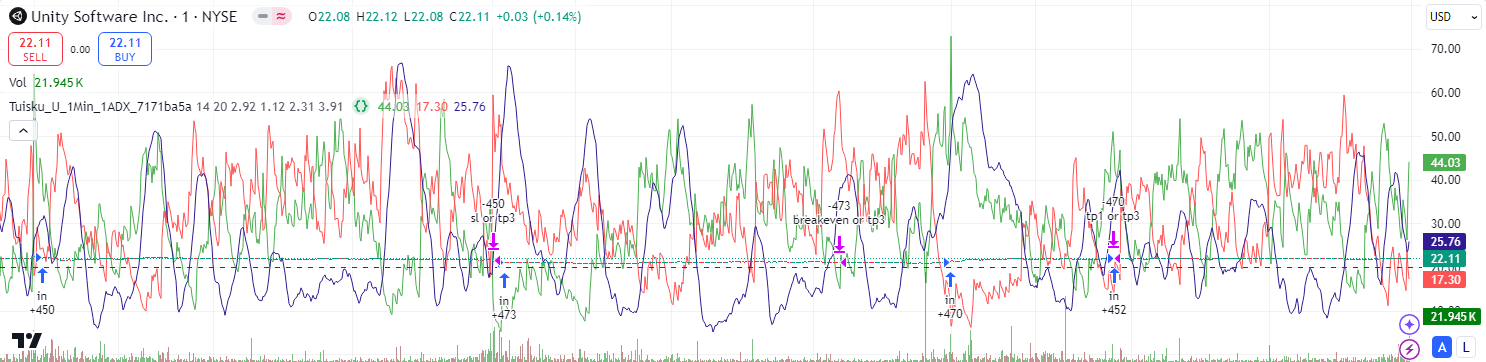 Unity Software Inc. · 1 · NYSE O22.08 H22.12 L22.08 C22.11 +0.03 (+0.14%)
USD
22.11
SELL
0.00
22.11
BUY
Vol 21.945 K
Tuisku_U_1Min_1ADX_7171ba5a 14 20 2.92 1.12 2.31 3.91 {} 44.03 17.30 25.76
70.00
60.00
50.00
44.03
40.00
30.00
25.76
22.11
20.00
17.30
21.945 K
in
+450
-450
sl or tp3
in
+473
-473
breakeven or tp3
in
+470
-470
tp1 or tp3
in
+452
A
L